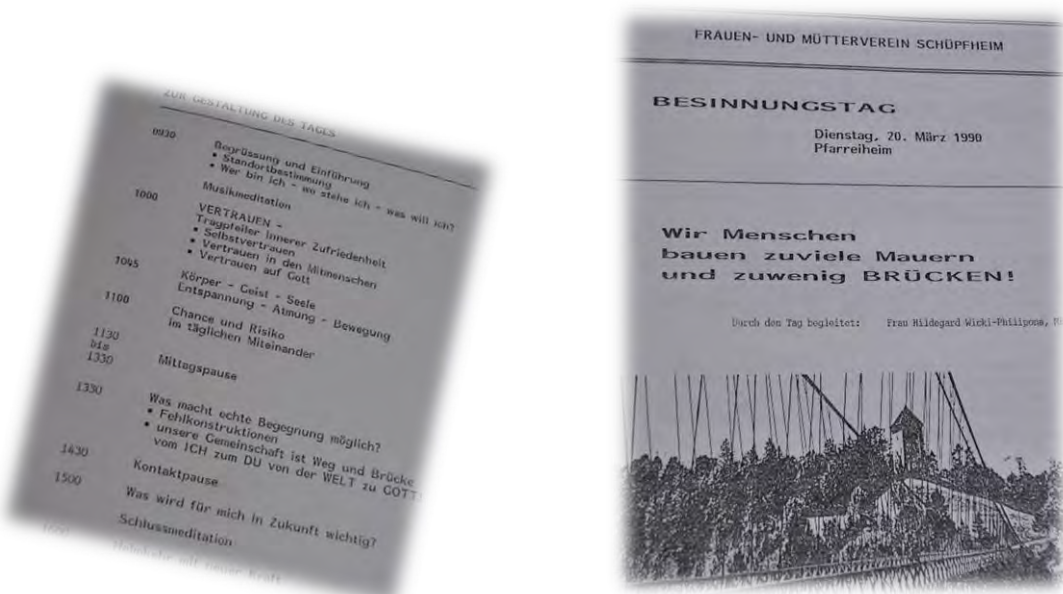 ZUR GESTALTUNG DES TAGES
0930
Begrüssung und Einführung
• Standortbestimmung
• Wer bin ich - wo stehe ich - was will ich?
Musikmeditation
1000
VERTRAUEN -
Tragpfeiler innerer Zufriedenheit
• Selbstvertrauen
• Vertrauen in den Mitmenschen
• Vertrauen auf Gott
1045
Körper - Geist - Seele
Entspannung - Atmung - Bewegung
1100
Chance und Risiko
im täglichen Miteinander
1130
bis
1330
Mittagspause
1330
Was macht echte Begegnung möglich?
• Fehlkonstruktionen
• unsere Gemeinschaft ist Weg und Brücke
vom ICH zum DU von der WELT zu GOTT!
1430
Kontaktpause
1500
Was wird für mich in Zukunft wichtig?
Schlussmeditation
1600
Heimkehr mit neuer Kraft
FRAUEN- UND MÜTTERVEREIN SCHÜPFHEIM
BESINNUNGSTAG
Dienstag, 20. März 1990
Pfarreiheim
Wir Menschen
bauen zuviele Mauern
und zuwenig BRÜCKEN!
Durch den Tag begleitet: Frau Hildegard Wicki-Philipona,